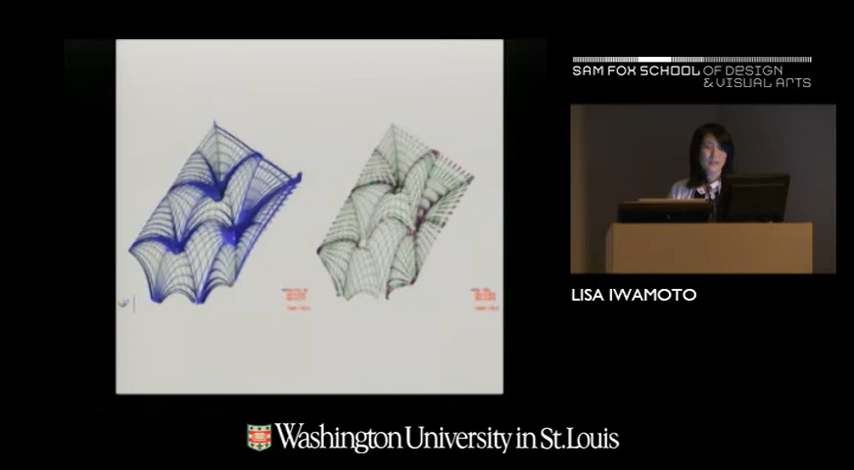 SAM FOX SCHOOL OF DESIGN
& VISUAL ARTS
LISA IWAMOTO
Washington University in St. Louis